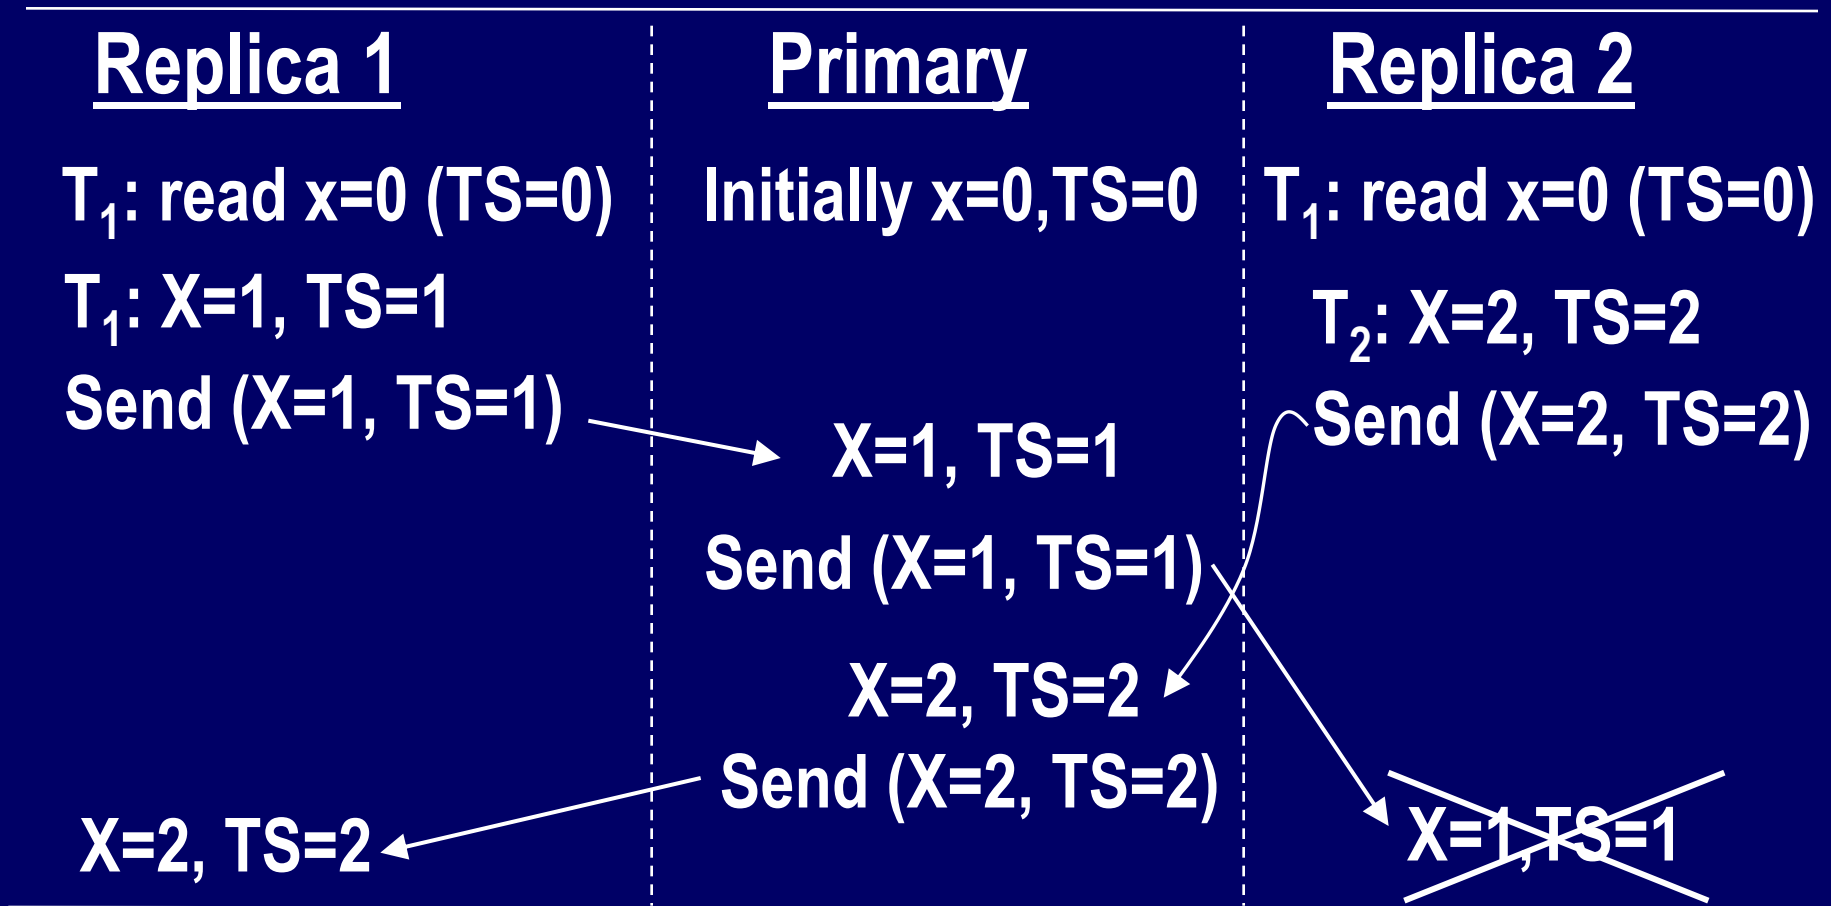 Replica 1
T₁: read x=0 (TS=0)
T₁: X=1, TS=1
Send (X=1, TS=1)
X=2, TS=2
Primary
Initially x=0,TS=0
X=1, TS=1
Send (X=1, TS=1)
X=2, TS=2
Send (X=2, TS=2)
Replica 2
T₁: read x=0 (TS=0)
T₂: X=2, TS=2
Send (X=2, TS=2)
X=1,TS=1